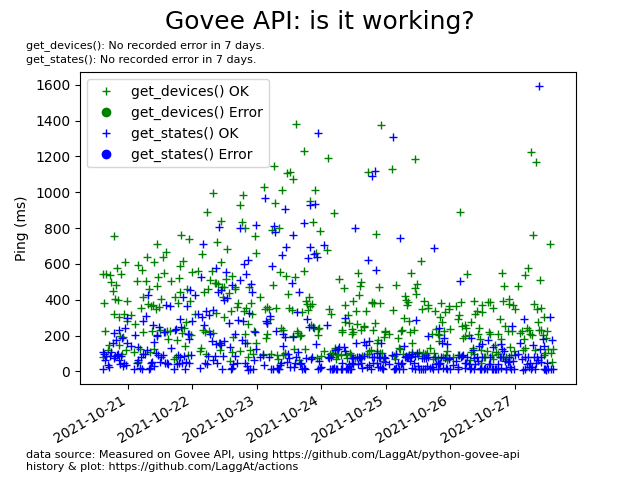 Govee API: is it working?
get_devices(): No recorded error in 7 days.
get_states(): No recorded error in 7 days.
get_devices() OK
get_devices() Error
get_states() OK
get_states() Error
Ping (ms)
1600
1400
1200
1000
800
600
400
200
0
2021-10-21
2021-10-22
2021-10-23
2021-10-24
2021-10-25
2021-10-26
2021-10-27
data source: Measured on Govee API, using https://github.com/LaggAt/python-govee-api
history & plot: https://github.com/LaggAt/actions